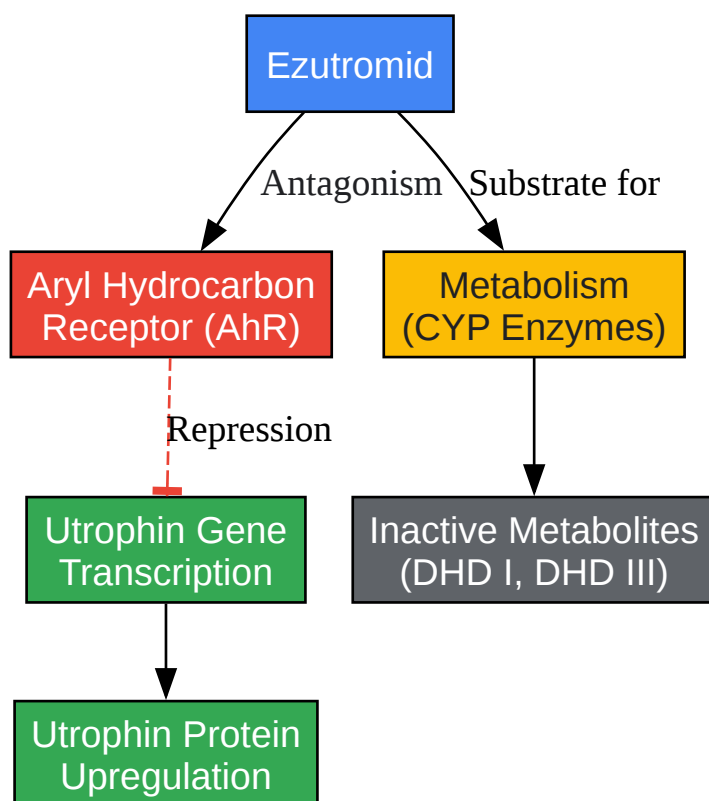 Ezutromid
Antagonism
Substrate for
Aryl Hydrocarbon
Receptor (AhR)
Metabolism
(CYP Enzymes)
Repression
Utrophin Gene
Transcription
Inactive Metabolites
(DHD I, DHD III)
Utrophin Protein
Upregulation